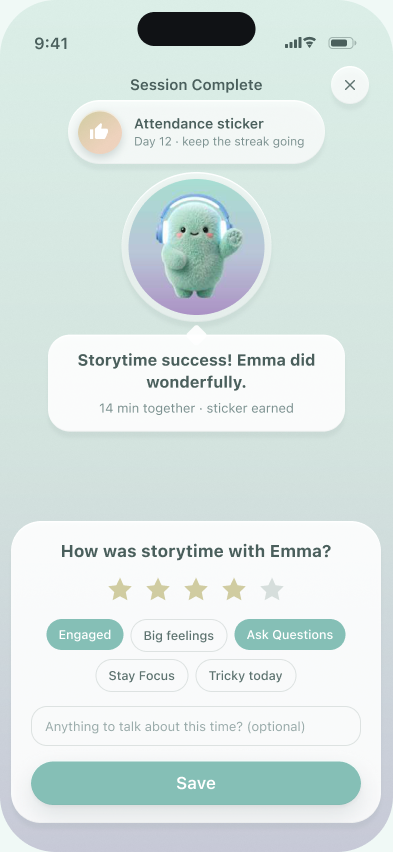 9:41
Session Complete
Attendance sticker
Day 12 · keep the streak going
Storytime success! Emma did
wonderfully.
14 min together · sticker earned
How was storytime with Emma?
Engaged
Big feelings
Ask Questions
Stay Focus
Tricky today
Anything to talk about this time? (optional)
Save